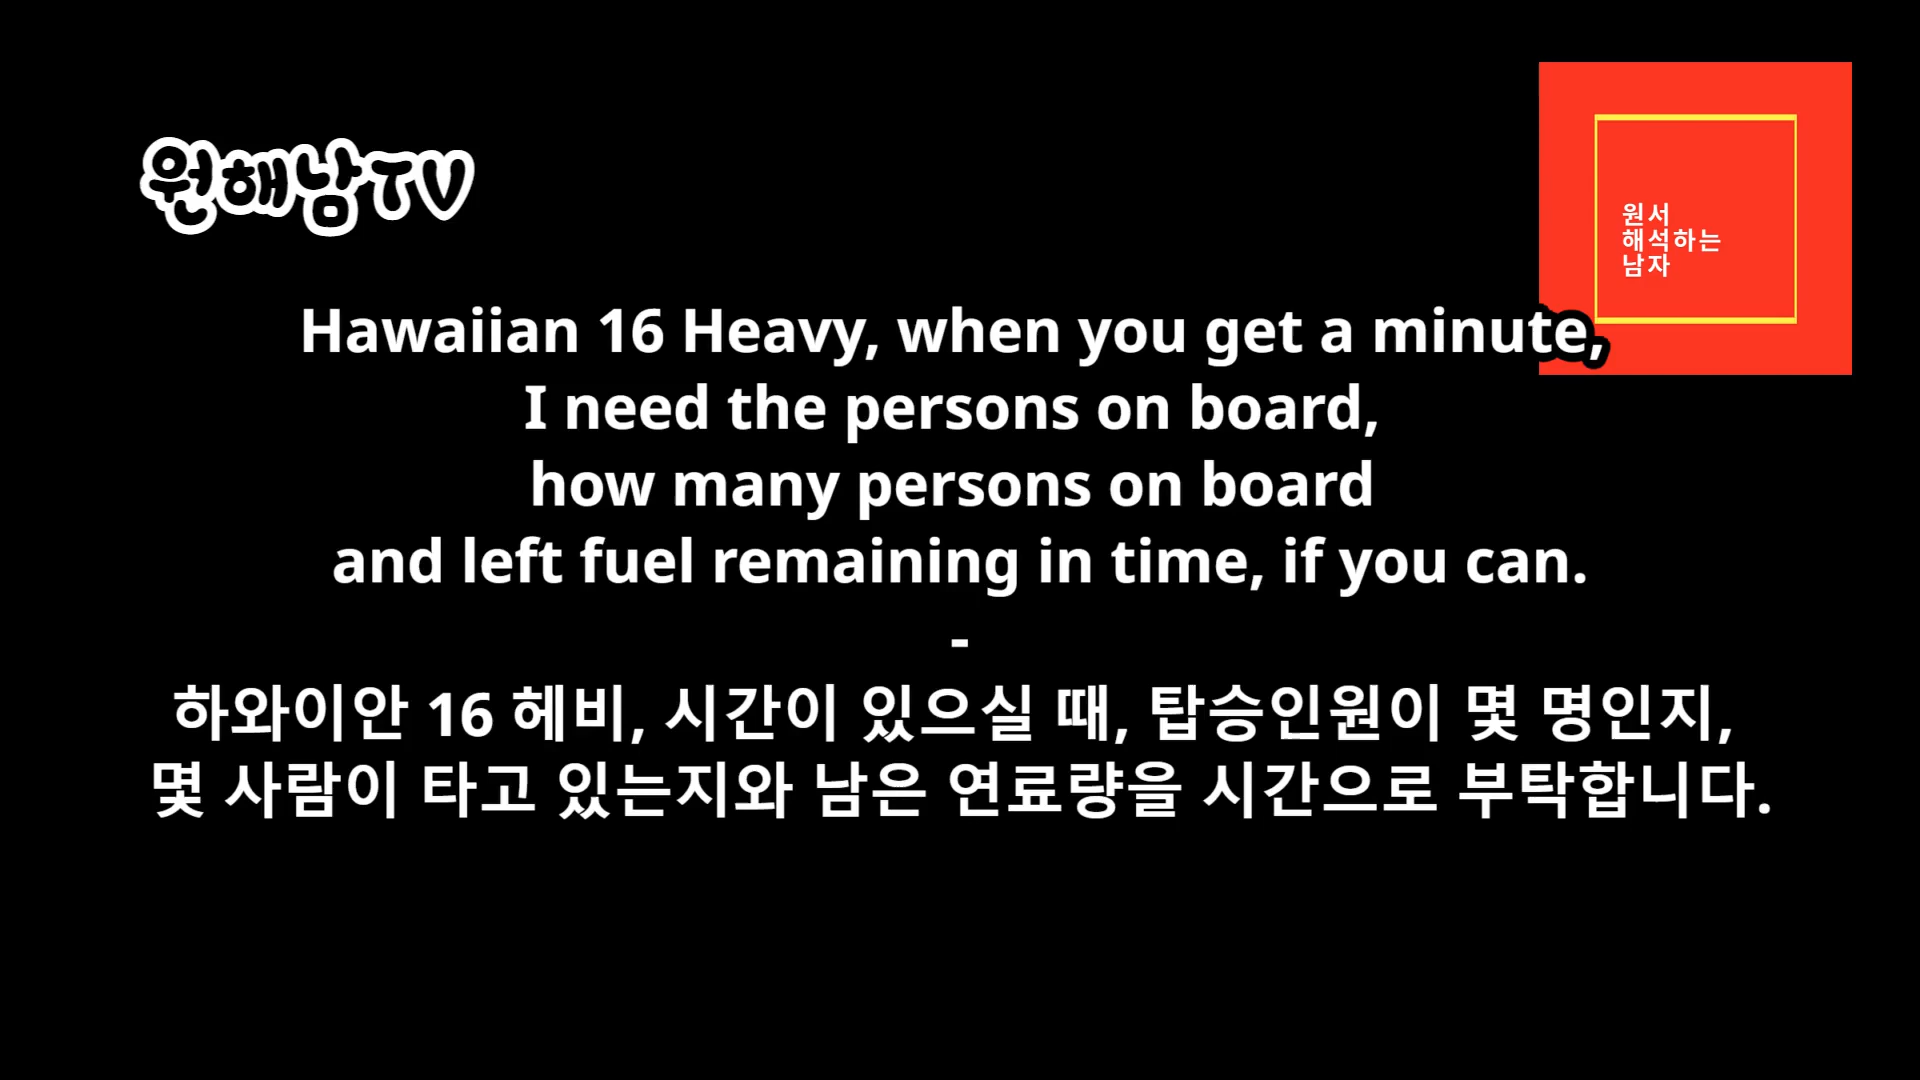 원해남TV
원서
해석하는
남자
Hawaiian 16 Heavy, when you get a minute,
I need the persons on board,
how many persons on board
and left fuel remaining in time, if you can.
-
하와이안 16 헤비, 시간이 있으실 때, 탑승인원이 몇 명인지,
몇 사람이 타고 있는지와 남은 연료량을 시간으로 부탁합니다.